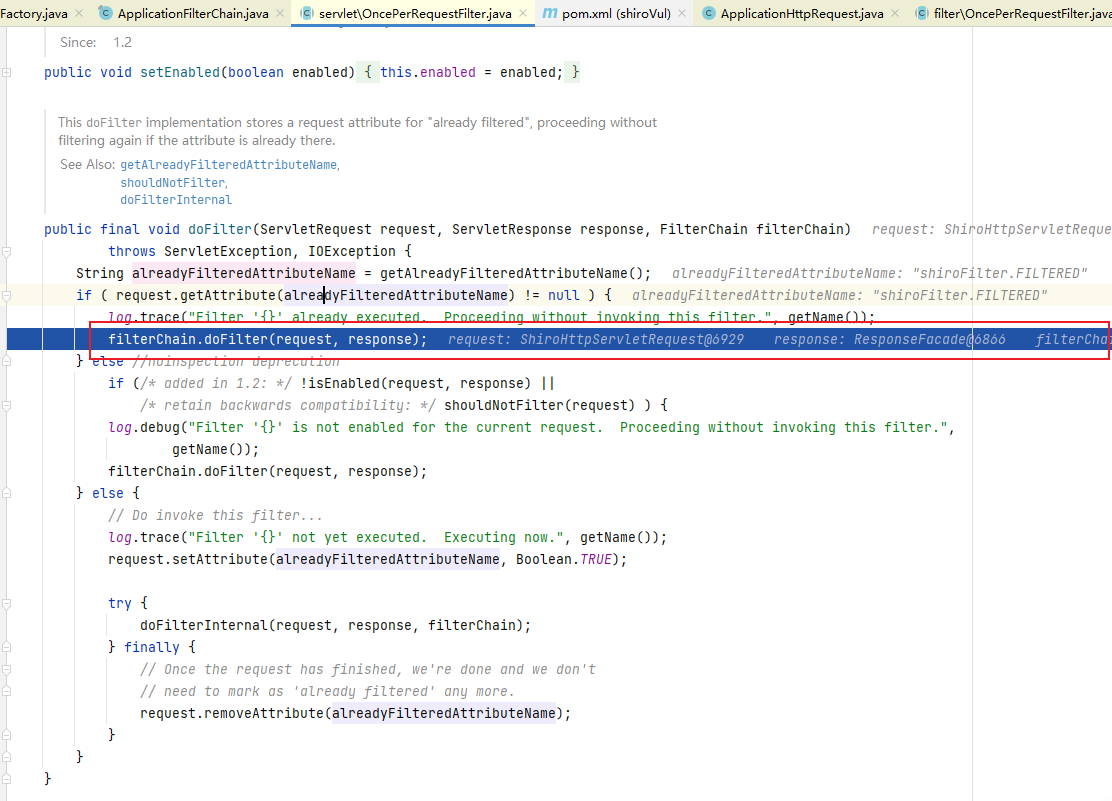 Factory.java ApplicationFilterChain.java servlet\OncePerRequestFilter.java pom.xml (shiroVul) ApplicationHttpRequest.java filter\OncePerRequestFilter.java
Since: 1.2
public void setEnabled(boolean enabled) { this.enabled = enabled; }
This doFilter implementation stores a request attribute for "already filtered", proceeding without
filtering again if the attribute is already there.
See Also: getAlreadyFilteredAttributeName,
shouldNotFilter,
doFilterInternal
public final void doFilter(ServletRequest request, ServletResponse response, FilterChain filterChain) request: ShiroHttpServletReque
throws ServletException, IOException {
String alreadyFilteredAttributeName = getAlreadyFilteredAttributeName(); alreadyFilteredAttributeName: "shiroFilter.FILTERED"
if ( request.getAttribute(alreadyFilteredAttributeName) != null ) { alreadyFilteredAttributeName: "shiroFilter.FILTERED"
log.trace("Filter '{}' already executed.  Proceeding without invoking this filter.", getName());
filterChain.doFilter(request, response); request: ShiroHttpServletRequest@6929 response: ResponseFacade@6866 filterChai
} else //noinspection deprecation
if (/* added in 1.2: */ !isEnabled(request, response) ||
/* retain backwards compatibility: */ shouldNotFilter(request) ) {
log.debug("Filter '{}' is not enabled for the current request.  Proceeding without invoking this filter.",
getName());
filterChain.doFilter(request, response);
} else {
// Do invoke this filter...
log.trace("Filter '{}' not yet executed.  Executing now.", getName());
request.setAttribute(alreadyFilteredAttributeName, Boolean.TRUE);
try {
doFilterInternal(request, response, filterChain);
} finally {
// Once the request has finished, we're done and we don't
// need to mark as 'already filtered' any more.
request.removeAttribute(alreadyFilteredAttributeName);
}
}
}